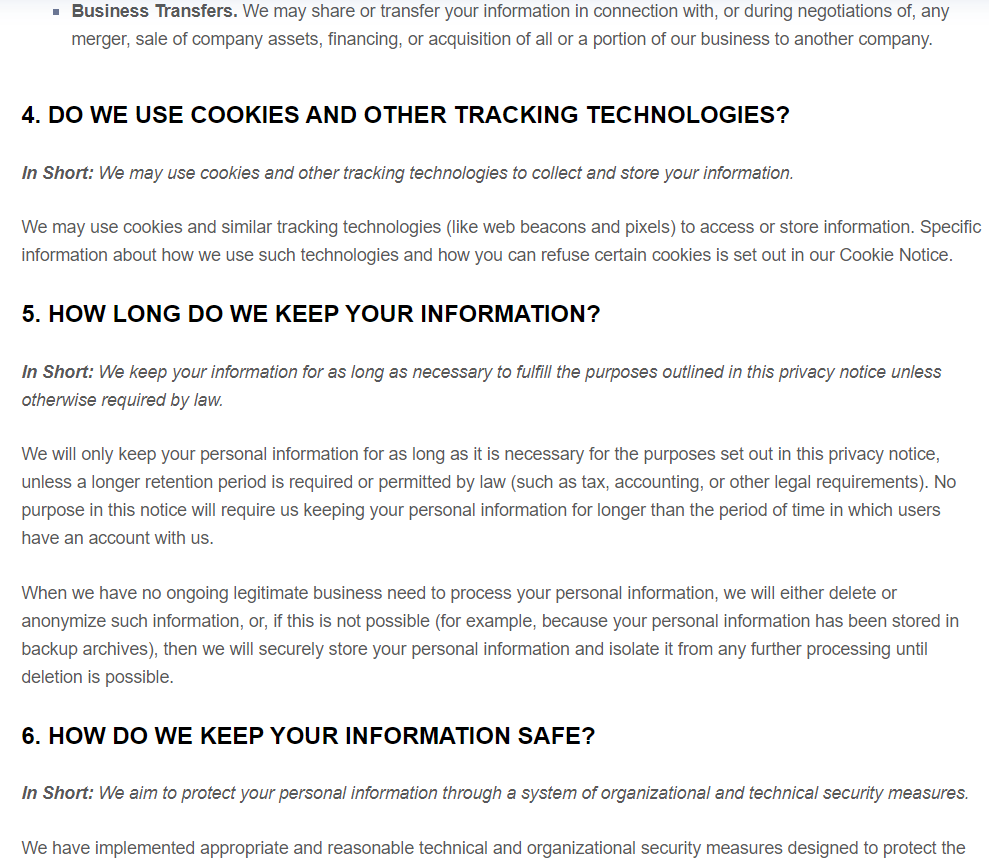 Business Transfers. We may share or transfer your information in connection with, or during negotiations of, any
merger, sale of company assets, financing, or acquisition of all or a portion of our business to another company.
4. DO WE USE COOKIES AND OTHER TRACKING TECHNOLOGIES?
In Short: We may use cookies and other tracking technologies to collect and store your information.
We may use cookies and similar tracking technologies (like web beacons and pixels) to access or store information. Specific
information about how we use such technologies and how you can refuse certain cookies is set out in our Cookie Notice.
5. HOW LONG DO WE KEEP YOUR INFORMATION?
In Short: We keep your information for as long as necessary to fulfill the purposes outlined in this privacy notice unless
otherwise required by law.
We will only keep your personal information for as long as it is necessary for the purposes set out in this privacy notice,
unless a longer retention period is required or permitted by law (such as tax, accounting, or other legal requirements). No
purpose in this notice will require us keeping your personal information for longer than the period of time in which users
have an account with us.
When we have no ongoing legitimate business need to process your personal information, we will either delete or
anonymize such information, or, if this is not possible (for example, because your personal information has been stored in
backup archives), then we will securely store your personal information and isolate it from any further processing until
deletion is possible.
6. HOW DO WE KEEP YOUR INFORMATION SAFE?
In Short: We aim to protect your personal information through a system of organizational and technical security measures.
We have implemented appropriate and reasonable technical and organizational security measures designed to protect the